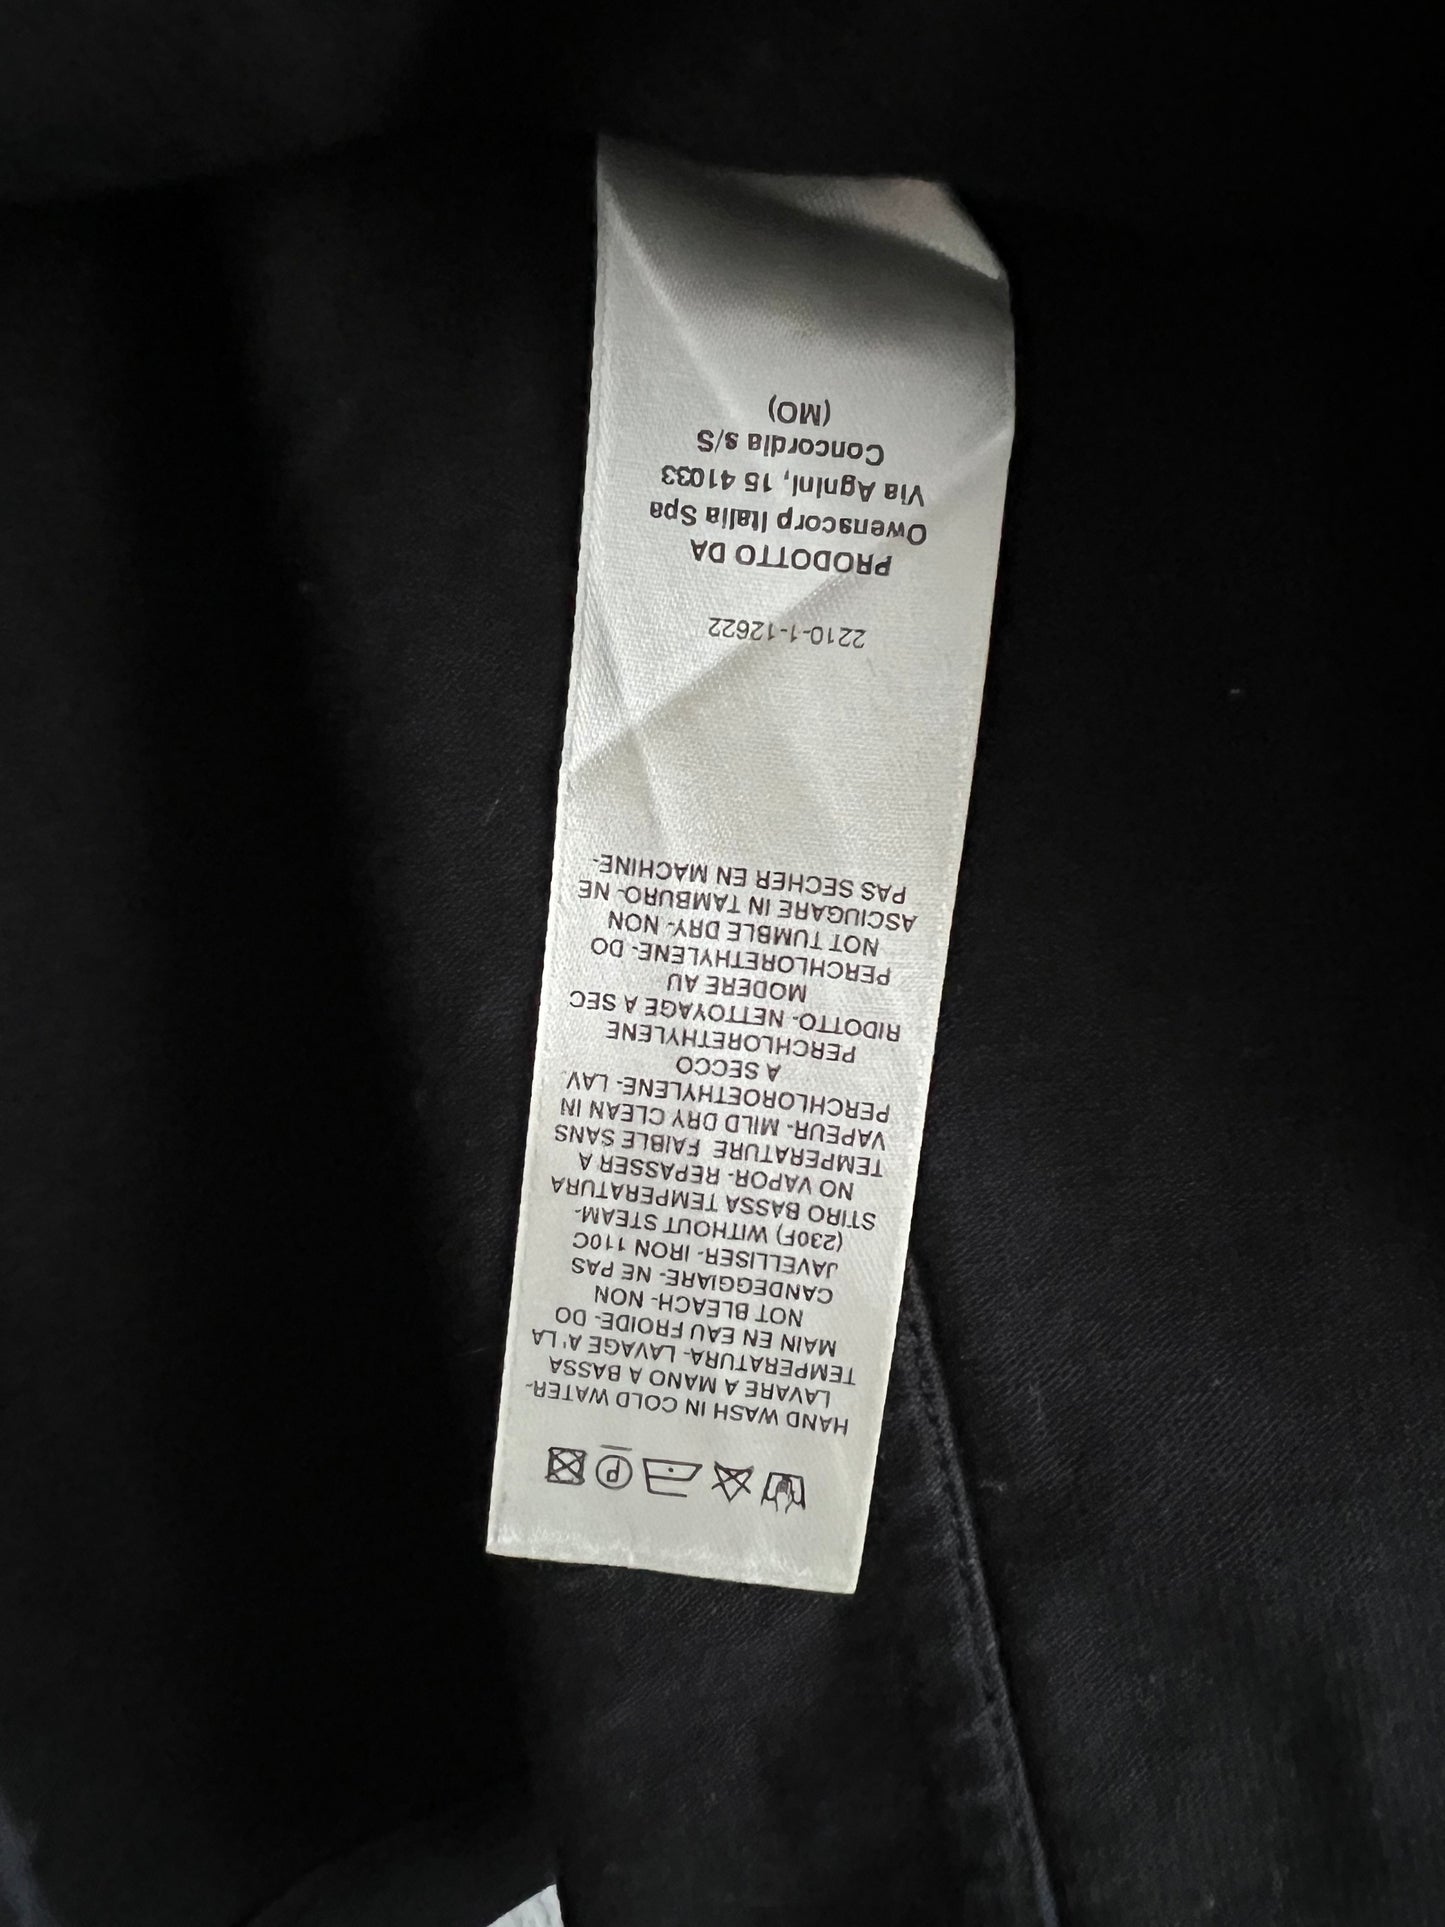 HAND WASH IN COLD WATER-
LAVARE A MANO A BASSA
TEMPERATURA- LAVAGE A' LA
MAIN EN EAU FROIDE- DO
NOT BLEACH- NON
CANDEGGIARE- NE PAS
JAVELLISER- IRON 110C
(230F) WITHOUT STEAM-
STIRO BASSA TEMPERATURA
NO VAPOR- REPASSER A
TEMPERATURE FAIBLE SANS
VAPEUR- MILD DRY CLEAN IN
PERCHLOROETHYLENE- LAV.
A SECCO
PERCHLORETHYLENE
RIDOTTO- NETTOYAGE A SEC
MODERE AU
PERCHLORETHYLENE- DO
NOT TUMBLE DRY- NON
ASCIUGARE IN TAMBURO- NE
PAS SECHER EN MACHINE-
2210-1-12622
PRODOTTO DA
Owenscorp Italia Spa
Via Agnini, 15 41033
Concordia s/S
(MO)